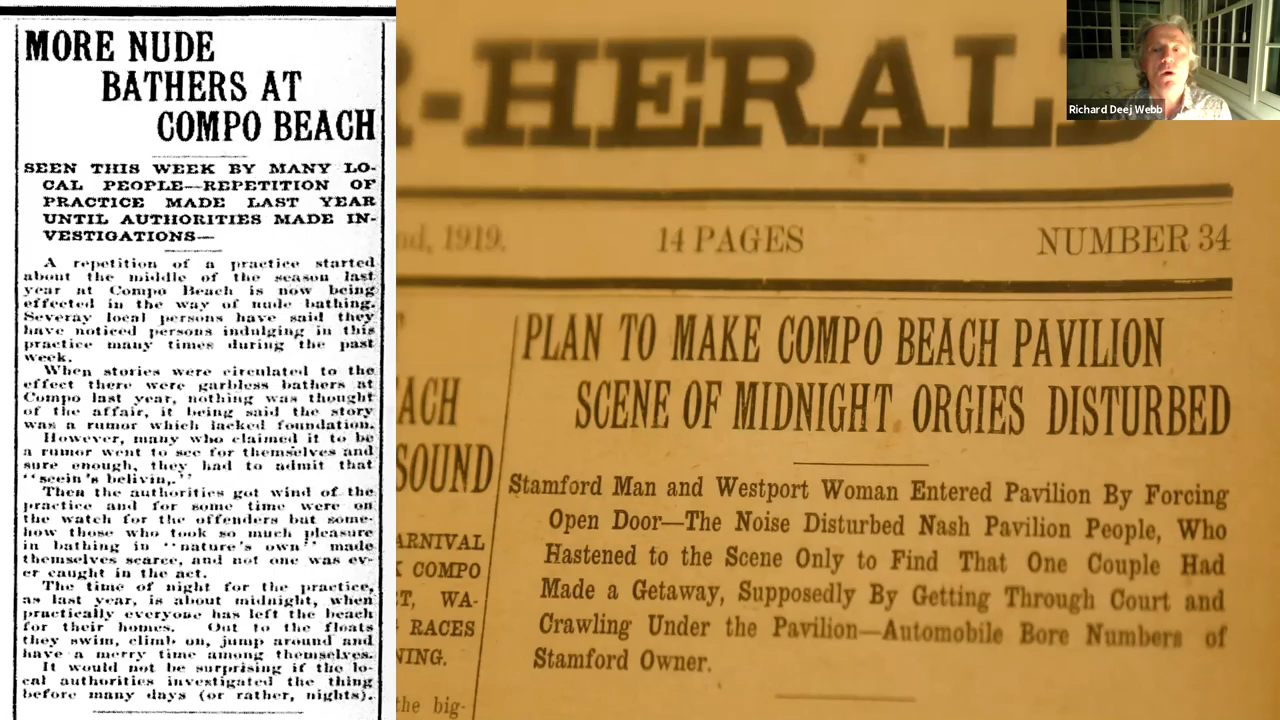 MORE NUDE
BATHERS AT
COMPO BEACH
SEEN THIS WEEK BY MANY LO-
CAL PEOPLE—REPETITION OF
PRACTICE MADE LAST YEAR
UNTIL AUTHORITIES MADE IN-
VESTIGATIONS—
A repetition of a practice started
about the middle of the season last
year at Compo Beach is now being
effected in the way of nude bathing.
Severay local persons have said they
have noticed persons indulging in this
practice many times during the past
week.
When stories were circulated to the
effect there were garbless bathers at
Compo last year, nothing was thought
of the affair, it being said the story
was a rumor which lacked foundation.
However, many who claimed it to be
a rumor went to see for themselves and
sure enough, they had to admit that
"seein's belivin,."
Then the authorities got wind of the
practice and for some time were on
the watch for the offenders but some-
how those who took so much pleasure
in bathing in "nature's own" made
themselves scarce, and not one was ev-
er caught in the act.
The time of night for the practice,
as last year, is about midnight, when
practically everyone has left the beach
for their homes. Out to the floats
they swim, climb on, jump around and
have a merry time among themselves.
It would not be surprising if the lo-
cal authorities investigated the thing
before many days (or rather, nights).
R-HERALD
nd, 1919. 14 PAGES NUMBER 34
ACH
SOUND
ARNIVAL
K COMPO
T, WA-
RACES
NING.
the big-
PLAN TO MAKE COMPO BEACH PAVILION
SCENE OF MIDNIGHT ORGIES DISTURBED
Stamford Man and Westport Woman Entered Pavilion By Forcing
Open Door—The Noise Disturbed Nash Pavilion People, Who
Hastened to the Scene Only to Find That One Couple Had
Made a Getaway, Supposedly By Getting Through Court and
Crawling Under the Pavilion—Automobile Bore Numbers of
Stamford Owner.
Richard Deej Webb